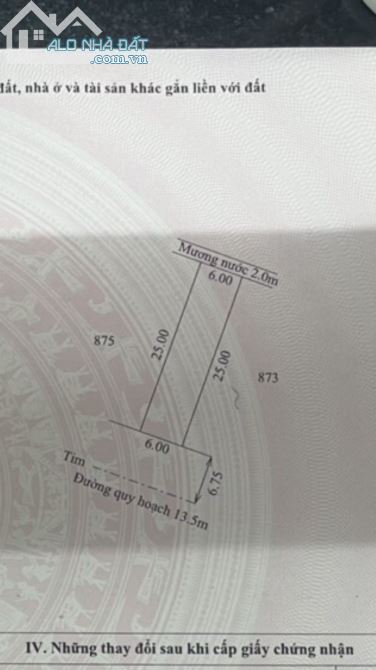 ALO NHÀ ĐẤT
.com.vn
đất, nhà ở và tài sản khác gắn liền với đất
Mương nước 2.0m
6.00
875
25.00
25.00
873
6.00
Tim
6.75
Đường quy hoạch 13.5m
IV. Những thay đổi sau khi cấp giấy chứng nhận